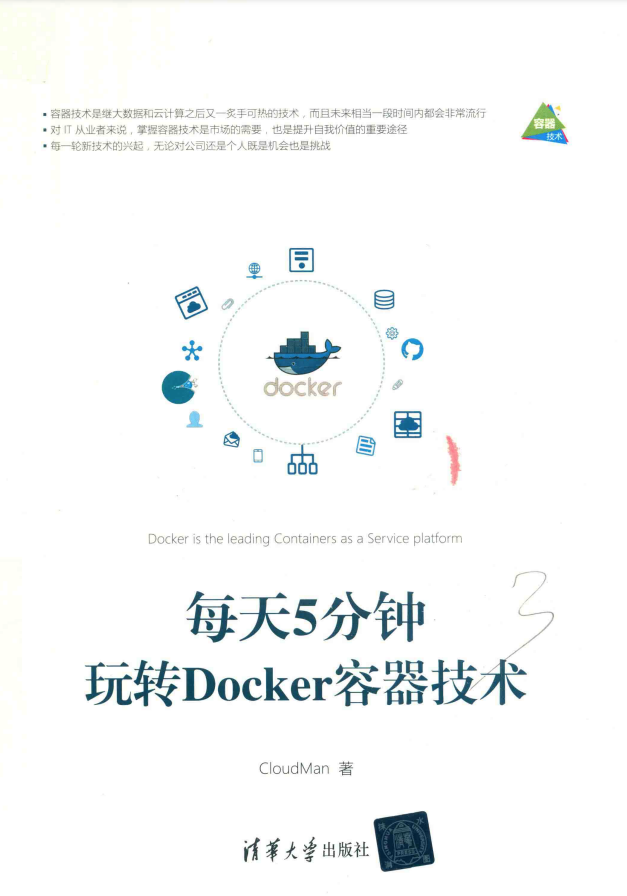 ▪ 容器技术是继大数据和云计算之后又一炙手可热的技术，而且未来相当一段时间内都会非常流行
▪ 对 IT 从业者来说，掌握容器技术是市场的需要，也是提升自我价值的重要途径
▪ 每一轮新技术的兴起，无论对公司还是个人既是机会也是挑战
容器
技术
docker
Docker is the leading Containers as a Service platform
3
每天5分钟
玩转Docker容器技术
CloudMan 著
清华大学出版社